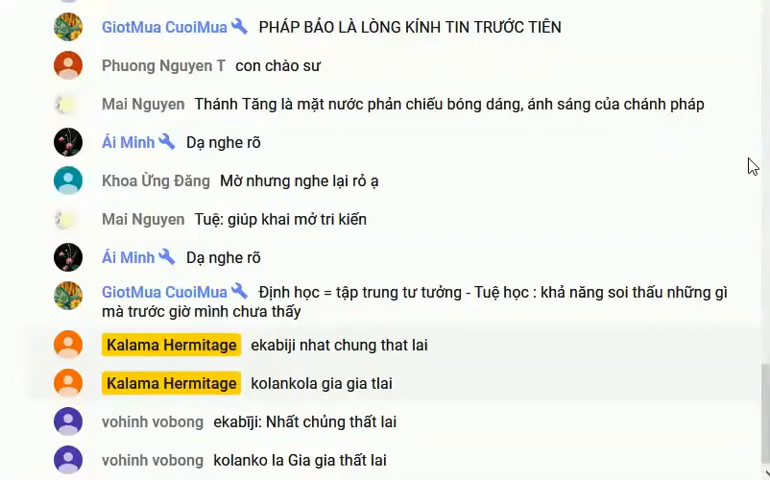 GiotMua CuoiMua PHÁP BẢO LÀ LÒNG KÍNH TIN TRƯỚC TIÊN
Phuong Nguyen T con chào sư
Mai Nguyen Thánh Tăng là mặt nước phản chiếu bóng dáng, ánh sáng của chánh pháp
Ái Minh Dạ nghe rõ
Khoa Ừng Đăng Mờ nhưng nghe lại rỏ ạ
Mai Nguyen Tuệ: giúp khai mở tri kiến
Ái Minh Dạ nghe rõ
GiotMua CuoiMua Định học = tập trung tư tưởng - Tuệ học : khả năng soi thấu những gì
mà trước giờ mình chưa thấy
Kalama Hermitage ekabiji nhat chung that lai
Kalama Hermitage kolankola gia gia tlai
vohinh vobong ekabījī: Nhất chủng thất lai
vohinh vobong kolanko la Gia gia thất lai